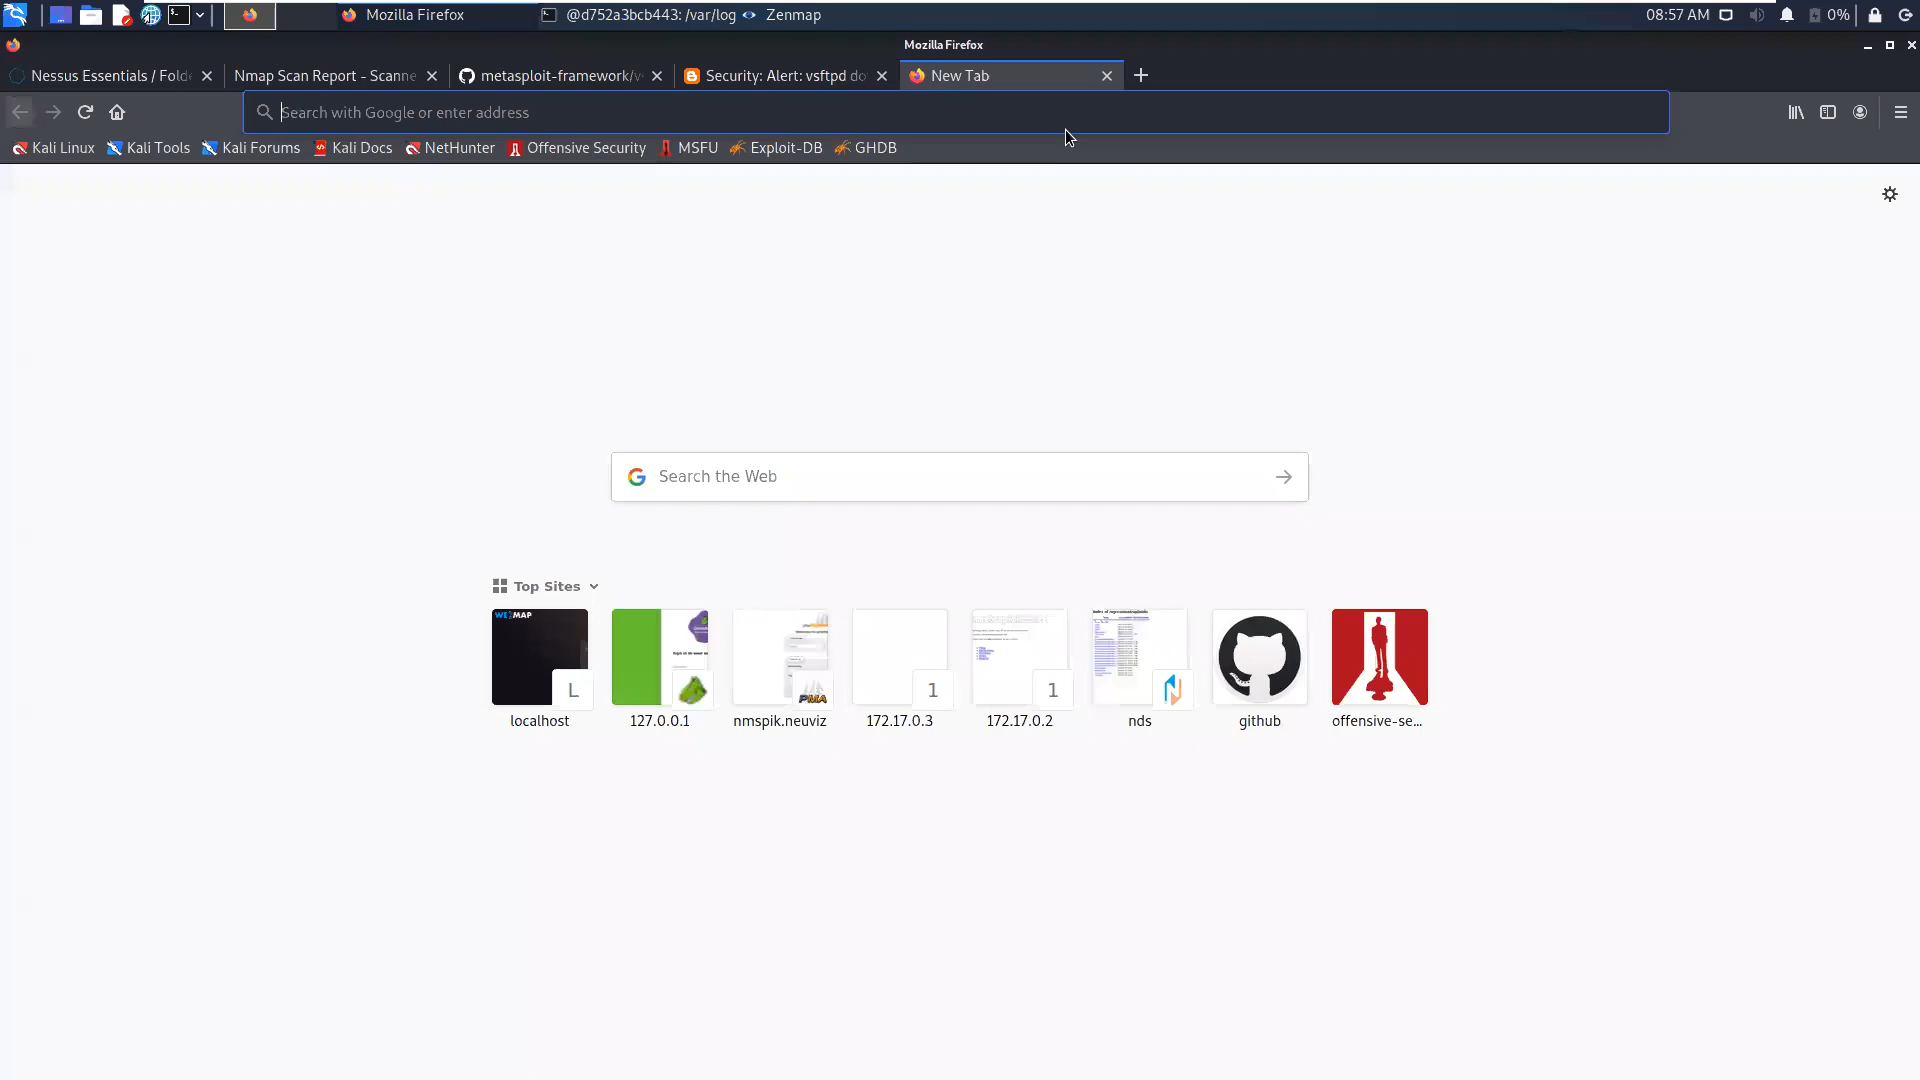 Mozilla Firefox @d752a3bcb443: /var/log Zenmap 08:57 AM 0%
Mozilla Firefox
Nessus Essentials / Folde Nmap Scan Report - Scanne metasploit-framework/v Security: Alert: vsftpd do New Tab
Search with Google or enter address
Kali Linux Kali Tools Kali Forums Kali Docs NetHunter Offensive Security MSFU Exploit-DB GHDB
Search the Web
Top Sites
L 1 1
PMA
localhost 127.0.0.1 nmspik.neuviz 172.17.0.3 172.17.0.2 nds github offensive-se...